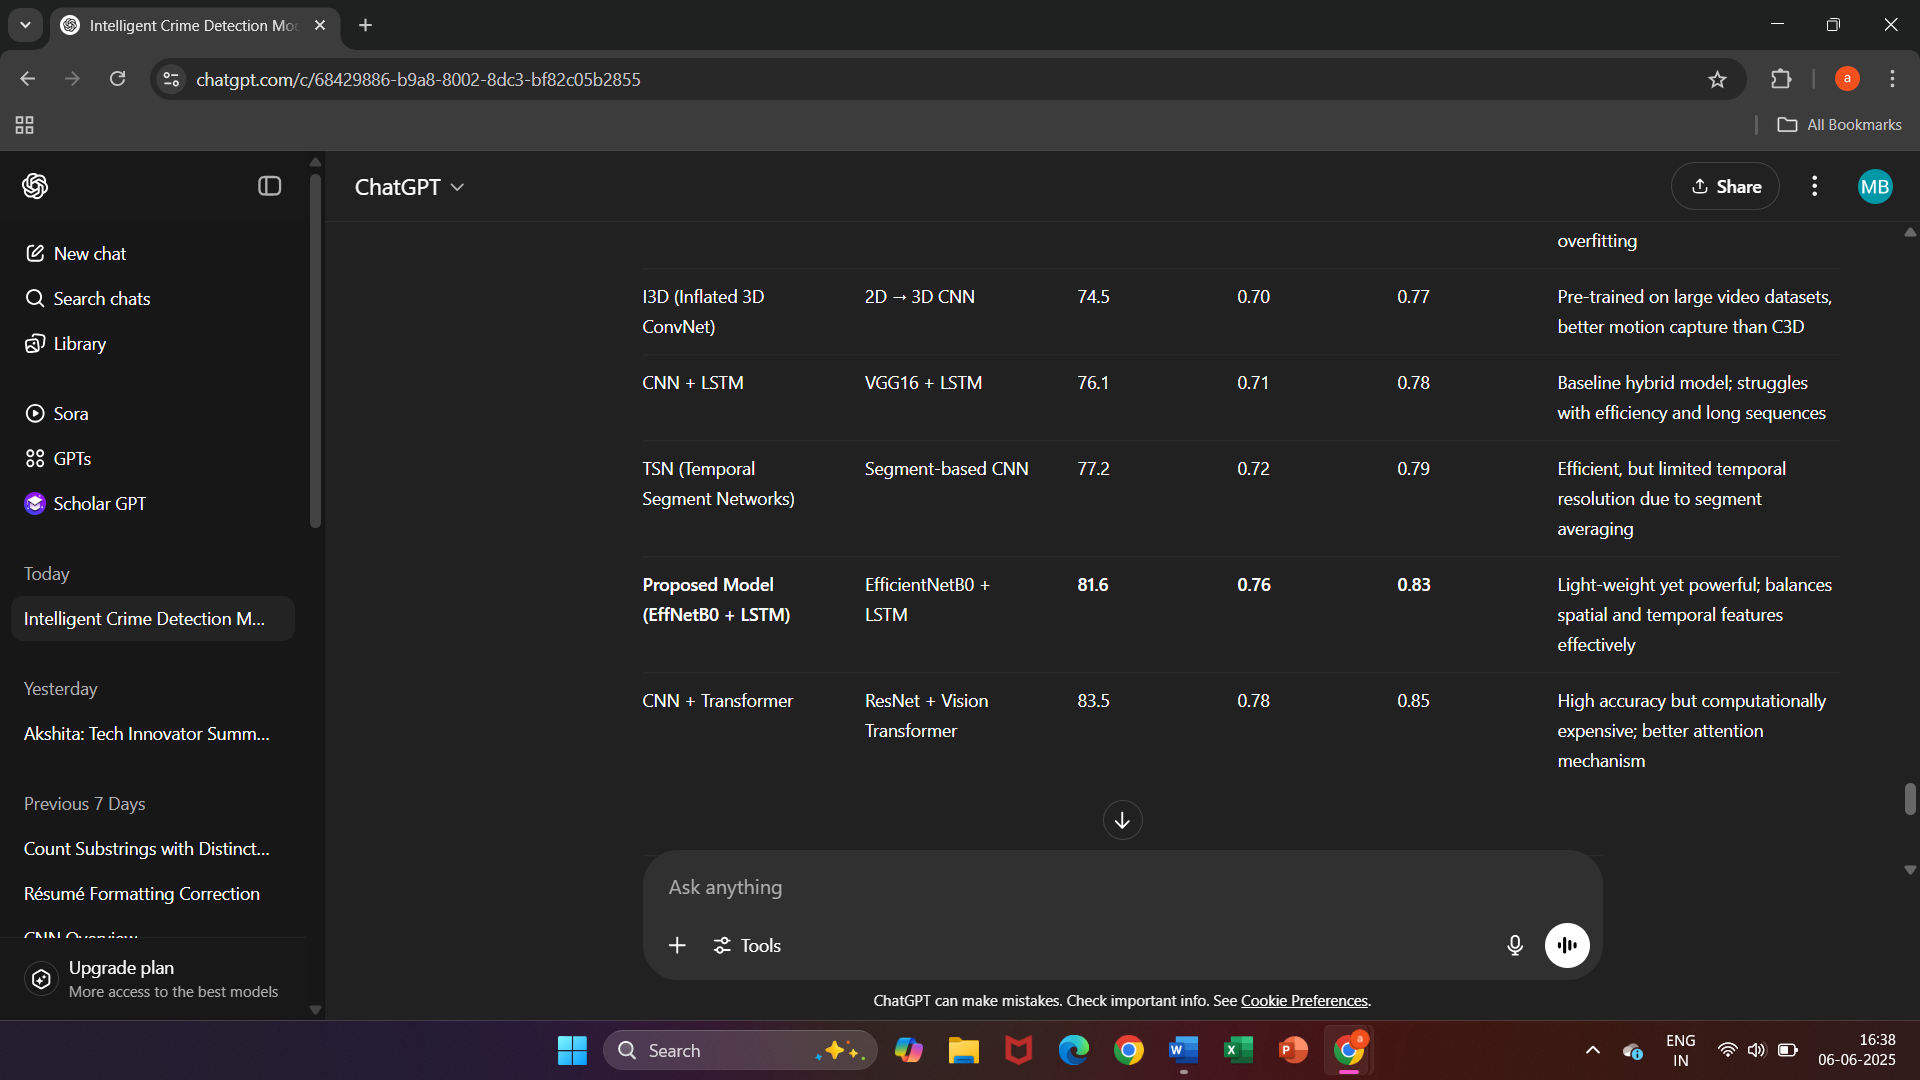 Intelligent Crime Detection Mo
chatgpt.com/c/68429886-b9a8-8002-8dc3-bf82c05b2855
a
All Bookmarks
New chat
Search chats
Library
Sora
GPTs
Scholar GPT
Today
Intelligent Crime Detection M...
Yesterday
Akshita: Tech Innovator Summ...
Previous 7 Days
Count Substrings with Distinct...
Résumé Formatting Correction
CNN Overview
Upgrade plan
More access to the best models
ChatGPT
Share
MB
overfitting
I3D (Inflated 3D 2D → 3D CNN 74.5 0.70 0.77 Pre-trained on large video datasets,
ConvNet) better motion capture than C3D
CNN + LSTM VGG16 + LSTM 76.1 0.71 0.78 Baseline hybrid model; struggles
with efficiency and long sequences
TSN (Temporal Segment-based CNN 77.2 0.72 0.79 Efficient, but limited temporal
Segment Networks) resolution due to segment
averaging
Proposed Model EfficientNetB0 + 81.6 0.76 0.83 Light-weight yet powerful; balances
(EffNetB0 + LSTM) LSTM spatial and temporal features
effectively
CNN + Transformer ResNet + Vision 83.5 0.78 0.85 High accuracy but computationally
Transformer expensive; better attention
mechanism
Ask anything
Tools
ChatGPT can make mistakes. Check important info. See Cookie Preferences.
Search
ENG
IN
16:38
06-06-2025